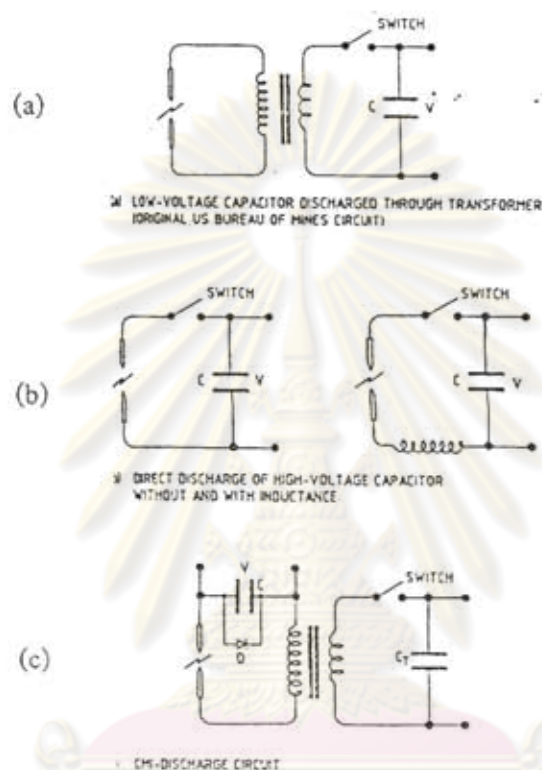 SWITCH
(a)
C V
LOW-VOLTAGE CAPACITOR DISCHARGED THROUGH TRANSFORMER
(ORIGINAL US BUREAU OF MINES CIRCUIT)
SWITCH SWITCH
(b)
C V C V
DIRECT DISCHARGE OF HIGH-VOLTAGE CAPACITOR
WITHOUT AND WITH INDUCTANCE
V
C
SWITCH
D
(c)
CT
CMI-DISCHARGE CIRCUIT